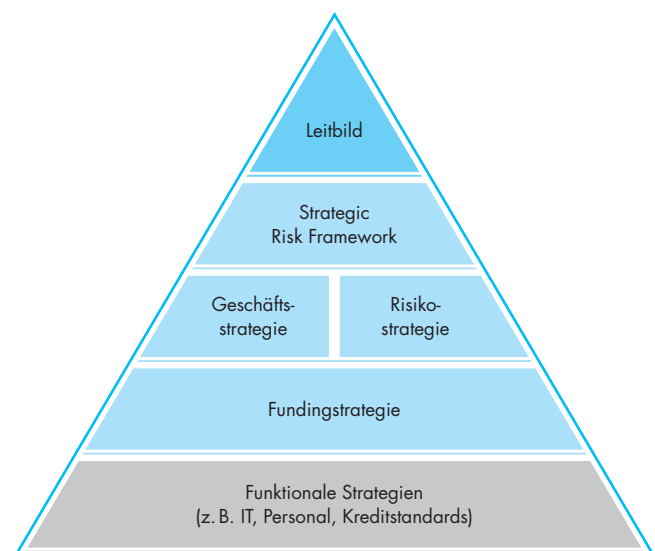 Leitbild
Strategic
Risk Framework
Geschäfts-
strategie
Risiko-
strategie
Fundingstrategie
Funktionale Strategien
(z. B. IT, Personal, Kreditstandards)